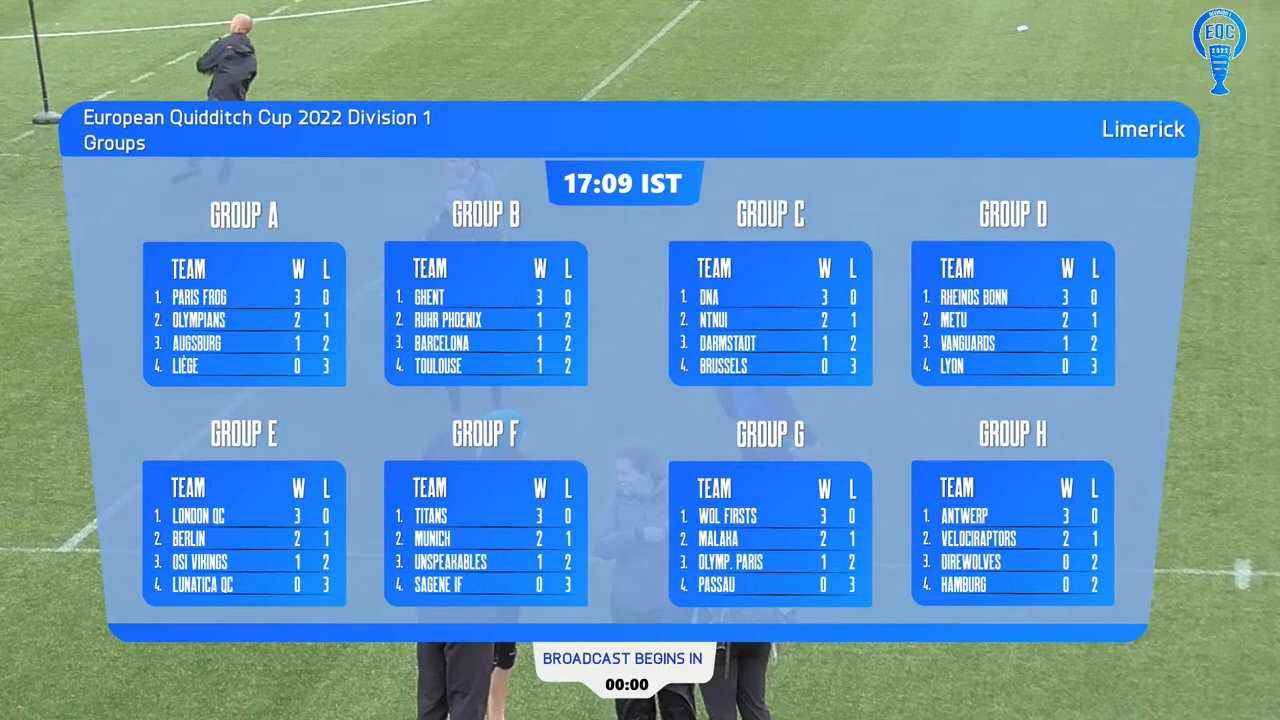 DIVISION 1
EQC
2022
European Quidditch Cup 2022 Division 1
Groups
Limerick
17:09 IST
GROUP A
TEAM W L
1. PARIS FROG 3 0
2. OLYMPIANS 2 1
3. AUGSBURG 1 2
4. LIÈGE 0 3
GROUP B
TEAM W L
1. GHENT 3 0
2. RUHR PHOENIX 1 2
3. BARCELONA 1 2
4. TOULOUSE 1 2
GROUP C
TEAM W L
1. DNA 3 0
2. NTNUI 2 1
3. DARMSTADT 1 2
4. BRUSSELS 0 3
GROUP D
TEAM W L
1. RHEINOS BONN 3 0
2. METU 2 1
3. VANGUARDS 1 2
4. LYON 0 3
GROUP E
TEAM W L
1. LONDON QC 3 0
2. BERLIN 2 1
3. OSI VIKINGS 1 2
4. LUNATICA QC 0 3
GROUP F
TEAM W L
1. TITANS 3 0
2. MUNICH 2 1
3. UNSPEAKABLES 1 2
4. SAGENE IF 0 3
GROUP G
TEAM W L
1. WOL FIRSTS 3 0
2. MALAKA 2 1
3. OLYMP. PARIS 1 2
4. PASSAU 0 3
GROUP H
TEAM W L
1. ANTWERP 3 0
2. VELOCIRAPTORS 2 1
3. DIREWOLVES 0 2
4. HAMBURG 0 2
BROADCAST BEGINS IN
00:00